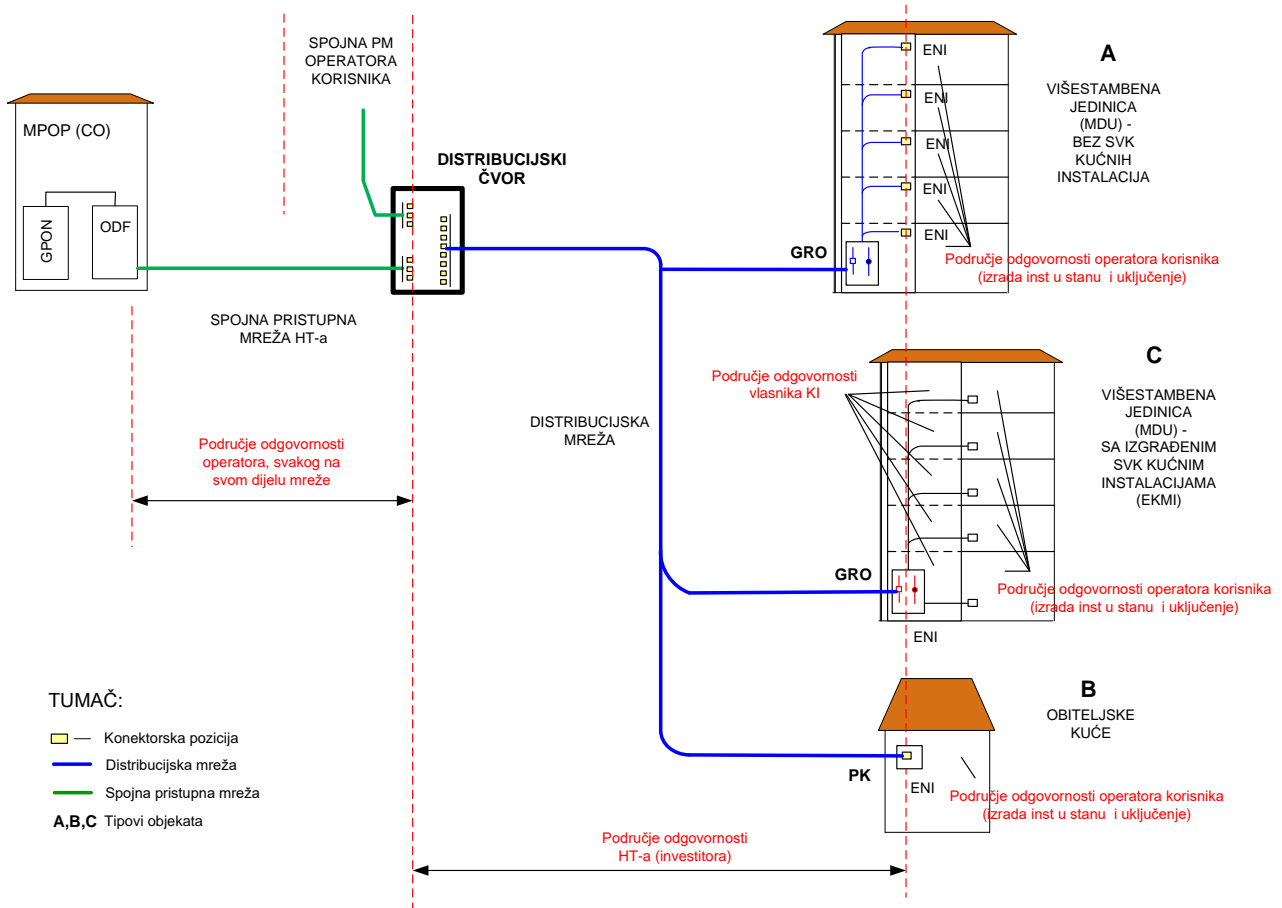 SPOJNA PM
OPERATORA
KORISNIKA
MPOP (CO)
GPON
ODF
DISTRIBUCIJSKI
ČVOR
SPOJNA PRISTUPNA
MREŽA HT-a
Područje odgovornosti
operatora, svakog na
svom dijelu mreže
DISTRIBUCIJSKA
MREŽA
ENI
ENI
ENI
ENI
ENI
GRO
A
VIŠESTAMBENA
JEDINICA
(MDU) -
BEZ SVK
KUĆNIH
INSTALACIJA
Područje odgovornosti operatora korisnika
(izrada inst u stanu i uključenje)
Područje odgovornosti
vlasnika KI
C
VIŠESTAMBENA
JEDINICA
(MDU) -
SA IZGRAĐENIM
SVK KUĆNIM
INSTALACIJAMA
(EKMI)
GRO
ENI
Područje odgovornosti operatora korisnika
(izrada inst u stanu i uključenje)
B
OBITELJSKE
KUĆE
PK
ENI
Područje odgovornosti operatora korisnika
(izrada inst u stanu i uključenje)
Područje odgovornosti
HT-a (investitora)
TUMAČ:
Konektorska pozicija
Distribucijska mreža
Spojna pristupna mreža
A,B,C Tipovi objekata